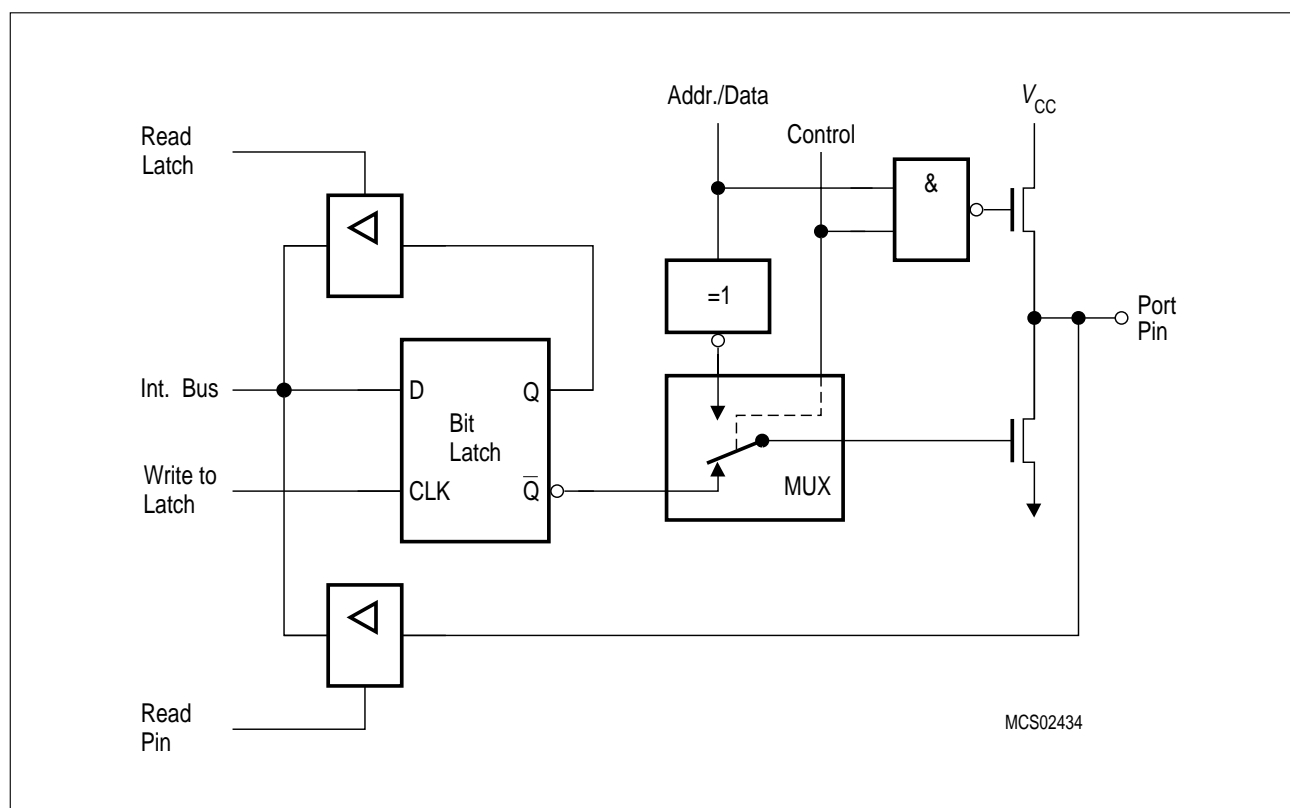 Addr./Data
V CC
Read
Latch
Control
&
=1
Port
Pin
Int. Bus
D
Q
Bit
Latch
Write to
Latch
CLK
Q̅
MUX
Read
Pin
MCS02434